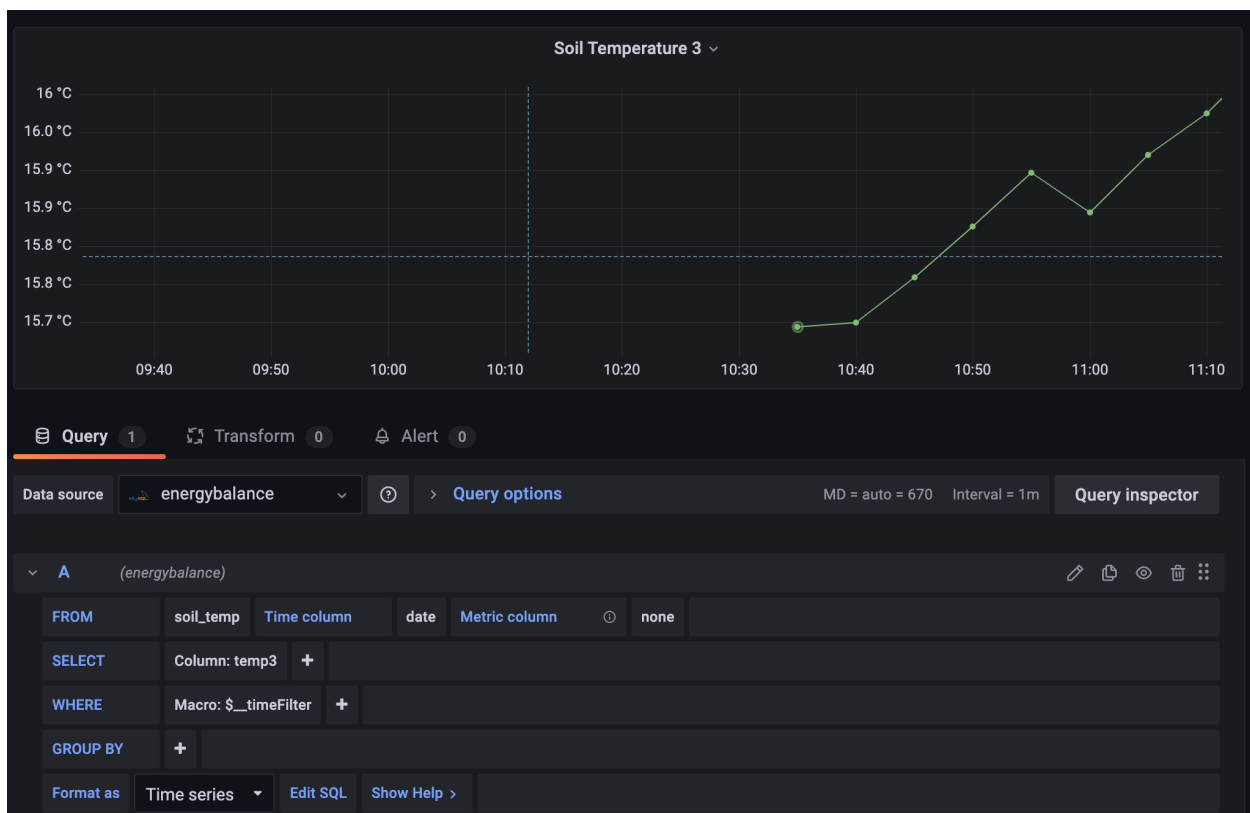 Soil Temperature 3
16 °C
16.0 °C
15.9 °C
15.9 °C
15.8 °C
15.8 °C
15.7 °C
09:40 09:50 10:00 10:10 10:20 10:30 10:40 10:50 11:00 11:10
Query 1 Transform 0 Alert 0
Data source energybalance Query options MD = auto = 670 Interval = 1m Query inspector
A (energybalance)
FROM soil_temp Time column date Metric column none
SELECT Column: temp3 +
WHERE Macro: $__timeFilter +
GROUP BY +
Format as Time series Edit SQL Show Help >